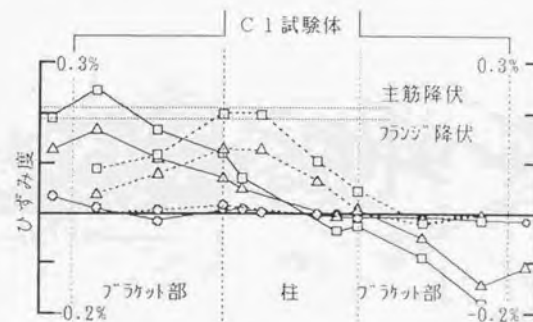 C1試験体
0.3%
0.3%
主筋降伏
フランジ降伏
ひずみ度
ブラケット部
柱
ブラケット部
-0.2%
-0.2%